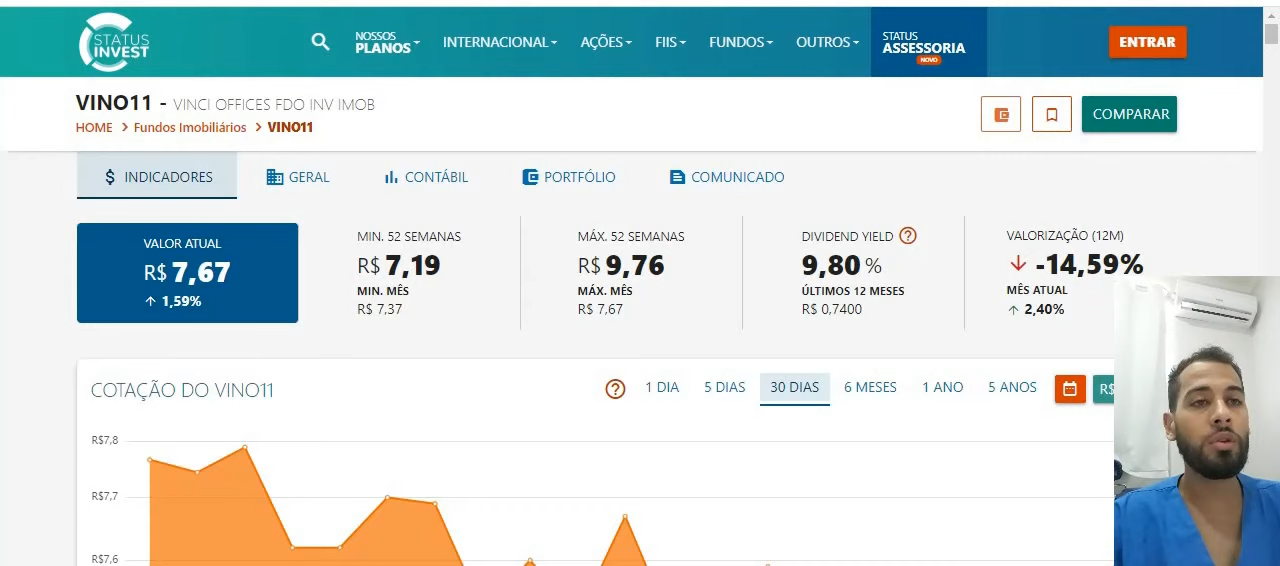 STATUS
INVEST
NOSSOS
PLANOS
INTERNACIONAL
AÇÕES
FIIS
FUNDOS
OUTROS
STATUS
ASSESSORIA
NOVO
ENTRAR
VINO11 - VINCI OFFICES FDO INV IMOB
HOME > Fundos Imobiliários > VINO11
COMPARAR
INDICADORES
GERAL
CONTÁBIL
PORTFÓLIO
COMUNICADO
VALOR ATUAL
R$ 7,67
↑ 1,59%
MIN. 52 SEMANAS
R$ 7,19
MIN. MÊS
R$ 7,37
MÁX. 52 SEMANAS
R$ 9,76
MÁX. MÊS
R$ 7,67
DIVIDEND YIELD ?
9,80 %
ÚLTIMOS 12 MESES
R$ 0,7400
VALORIZAÇÃO (12M)
↓ -14,59%
MÊS ATUAL
↑ 2,40%
COTAÇÃO DO VINO11
?
1 DIA
5 DIAS
30 DIAS
6 MESES
1 ANO
5 ANOS
R$
R$7,8
R$7,7
R$7,6